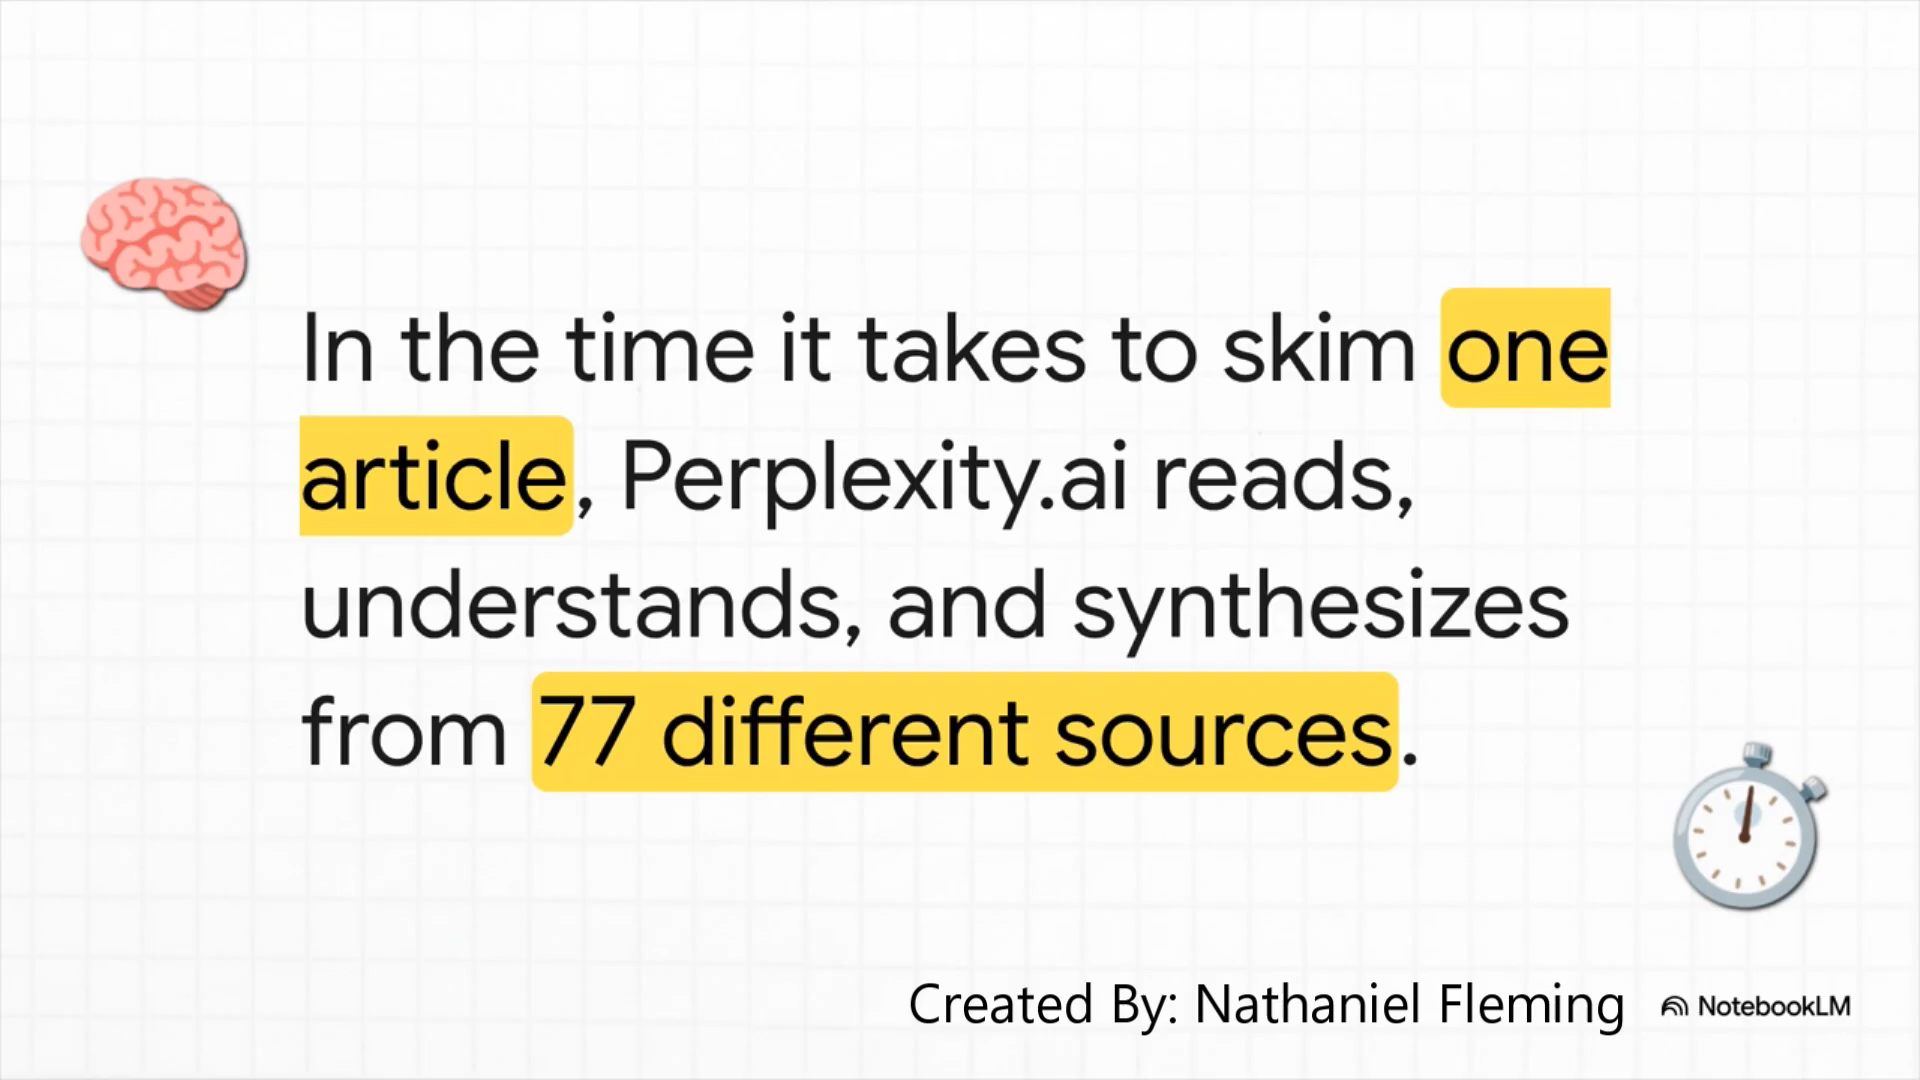 In the time it takes to skim one
article, Perplexity.ai reads,
understands, and synthesizes
from 77 different sources.
Created By: Nathaniel Fleming
NotebookLM